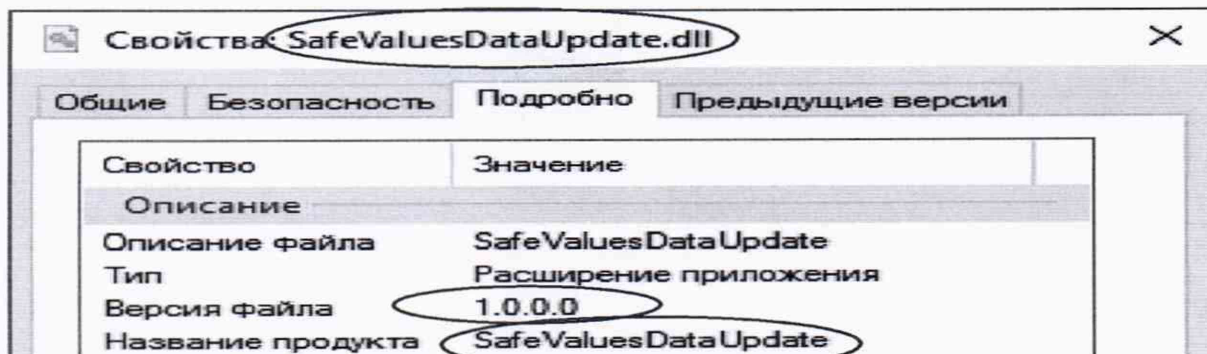 Свойства: SafeValuesDataUpdate.dll
Общие Безопасность Подробно Предыдущие версии
Свойство Значение
Описание
Описание файла SafeValuesDataUpdate
Тип Расширение приложения
Версия файла 1.0.0.0
Название продукта SafeValuesDataUpdate